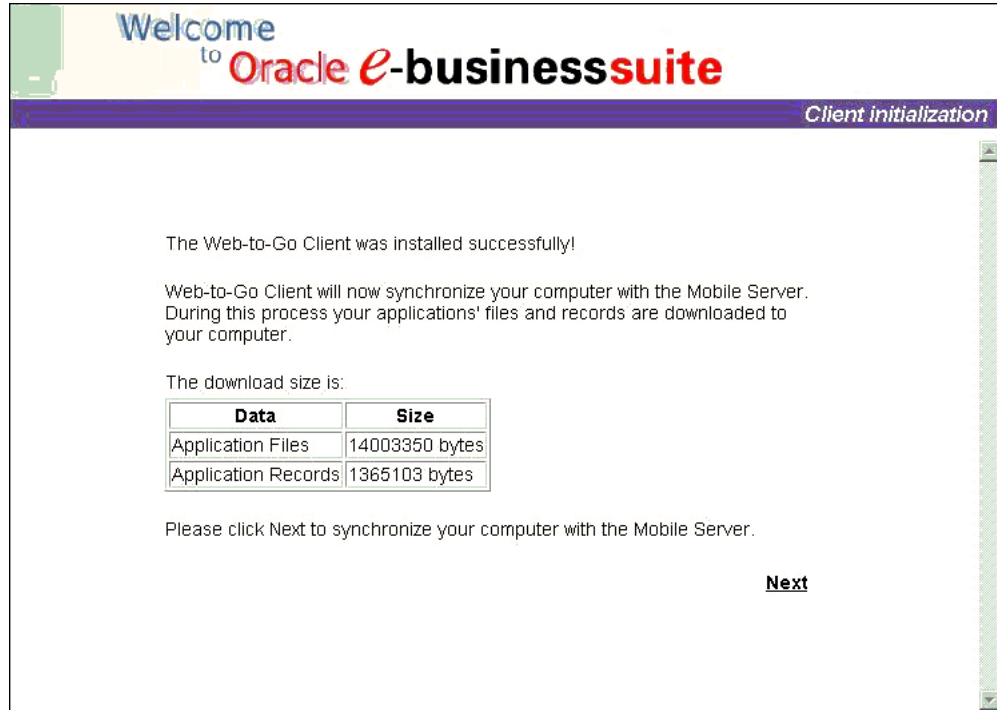 Welcome
to Oracle e-businesssuite
Client initialization
The Web-to-Go Client was installed successfully!
Web-to-Go Client will now synchronize your computer with the Mobile Server.
During this process your applications' files and records are downloaded to
your computer.
The download size is:
Data Size
Application Files 14003350 bytes
Application Records 1365103 bytes
Please click Next to synchronize your computer with the Mobile Server.
Next